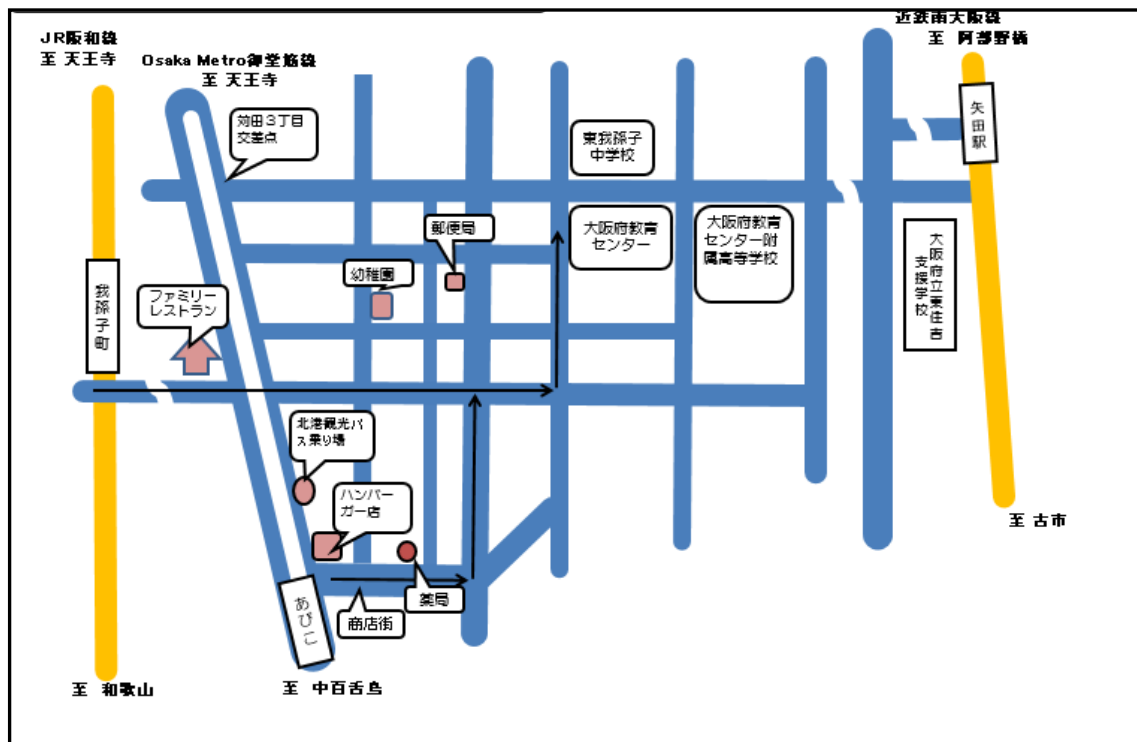 JR阪和線
至 天王寺
Osaka Metro御堂筋線
至 天王寺
近鉄南大阪線
至 阿部野橋
矢田駅
苅田3丁目
交差点
東我孫子
中学校
郵便局
大阪府教育
センター
大阪府教育
センター附
属高等学校
大阪府立東住吉
支援学校
幼稚園
我孫子町
ファミリー
レストラン
北港観光バ
ス乗り場
ハンバー
ガー店
至 古市
あびこ
薬局
商店街
至 和歌山
至 中百舌鳥